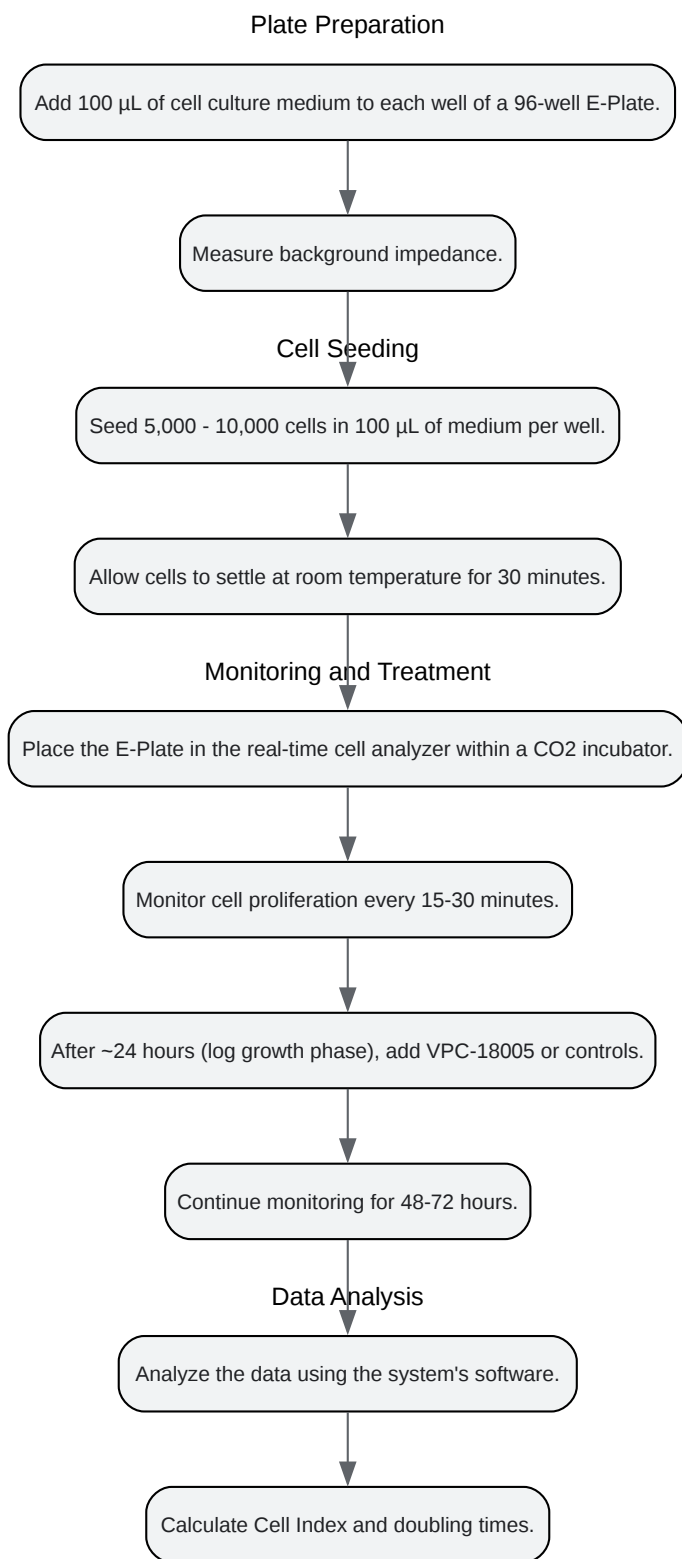 Plate Preparation
Add 100 µL of cell culture medium to each well of a 96-well E-Plate.
Measure background impedance.
Cell Seeding
Seed 5,000 - 10,000 cells in 100 µL of medium per well.
Allow cells to settle at room temperature for 30 minutes.
Monitoring and Treatment
Place the E-Plate in the real-time cell analyzer within a CO2 incubator.
Monitor cell proliferation every 15-30 minutes.
After ~24 hours (log growth phase), add VPC-18005 or controls.
Continue monitoring for 48-72 hours.
Data Analysis
Analyze the data using the system's software.
Calculate Cell Index and doubling times.